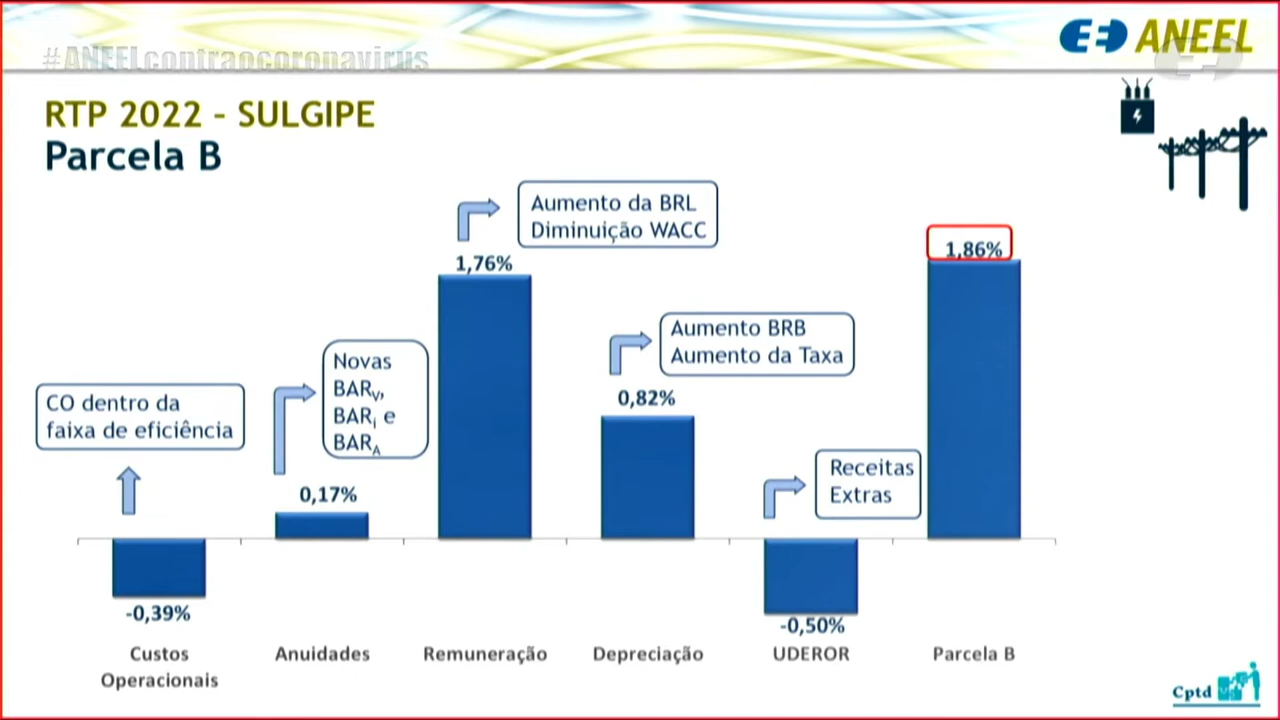 #ANEELcontraocoronavírus
ANEEL
RTP 2022 - SULGIPE
Parcela B
Aumento da BRL
Diminuição WACC
1,76%
1,86%
Aumento BRB
Aumento da Taxa
0,82%
Novas
BARV,
BARi e
BARA
CO dentro da
faixa de eficiência
0,17%
Receitas
Extras
-0,39%
-0,50%
Custos
Operacionais
Anuidades
Remuneração
Depreciação
UDEROR
Parcela B
Cptd